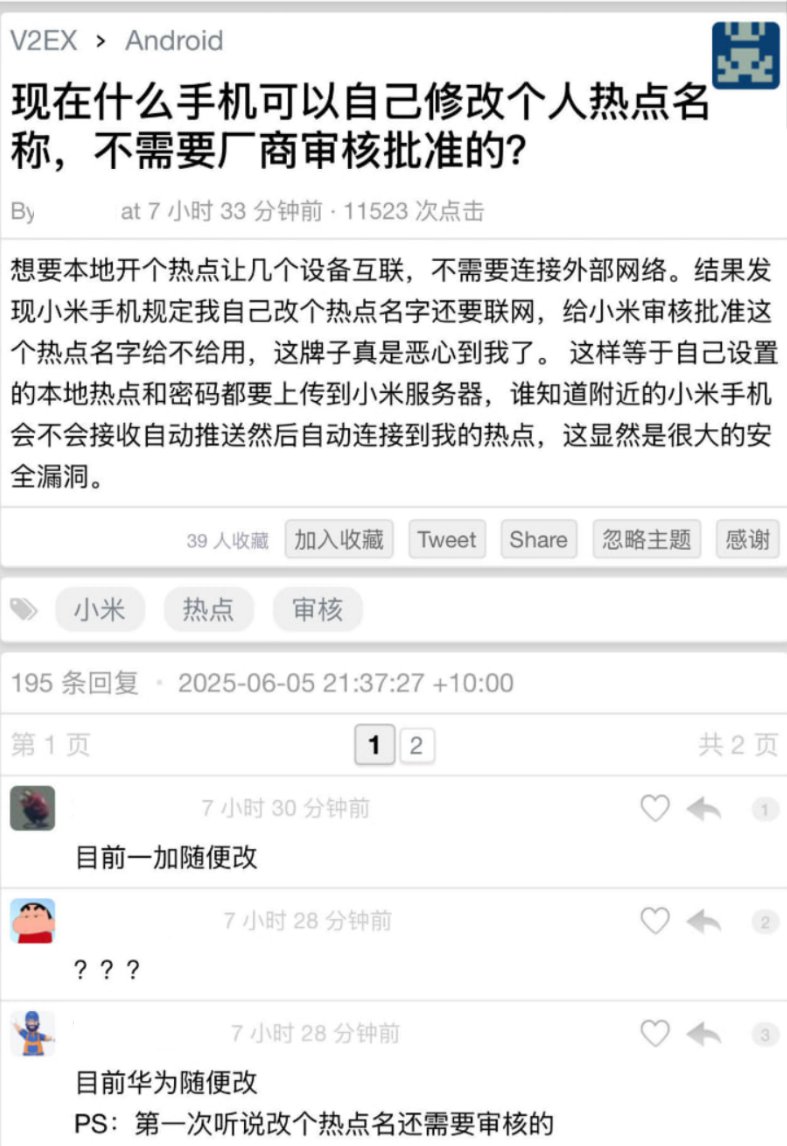 V2EX > Android
现在什么手机可以自己修改个人热点名
称，不需要厂商审核批准的？
By at 7 小时 33 分钟前 · 11523 次点击
想要本地开个热点让几个设备互联，不需要连接外部网络。结果发
现小米手机规定我自己改个热点名字还要联网，给小米审核批准这
个热点名字给不给用，这牌子真是恶心到我了。 这样等于自己设置
的本地热点和密码都要上传到小米服务器，谁知道附近的小米手机
会不会接收自动推送然后自动连接到我的热点，这显然是很大的安
全漏洞。
39 人收藏 加入收藏 Tweet Share 忽略主题 感谢
小米 热点 审核
195 条回复 • 2025-06-05 21:37:27 +10:00
第 1 页 1 2 共 2 页
7 小时 30 分钟前 1
目前一加随便改
7 小时 28 分钟前 2
？？？
7 小时 28 分钟前 3
目前华为随便改
PS：第一次听说改个热点名还需要审核的